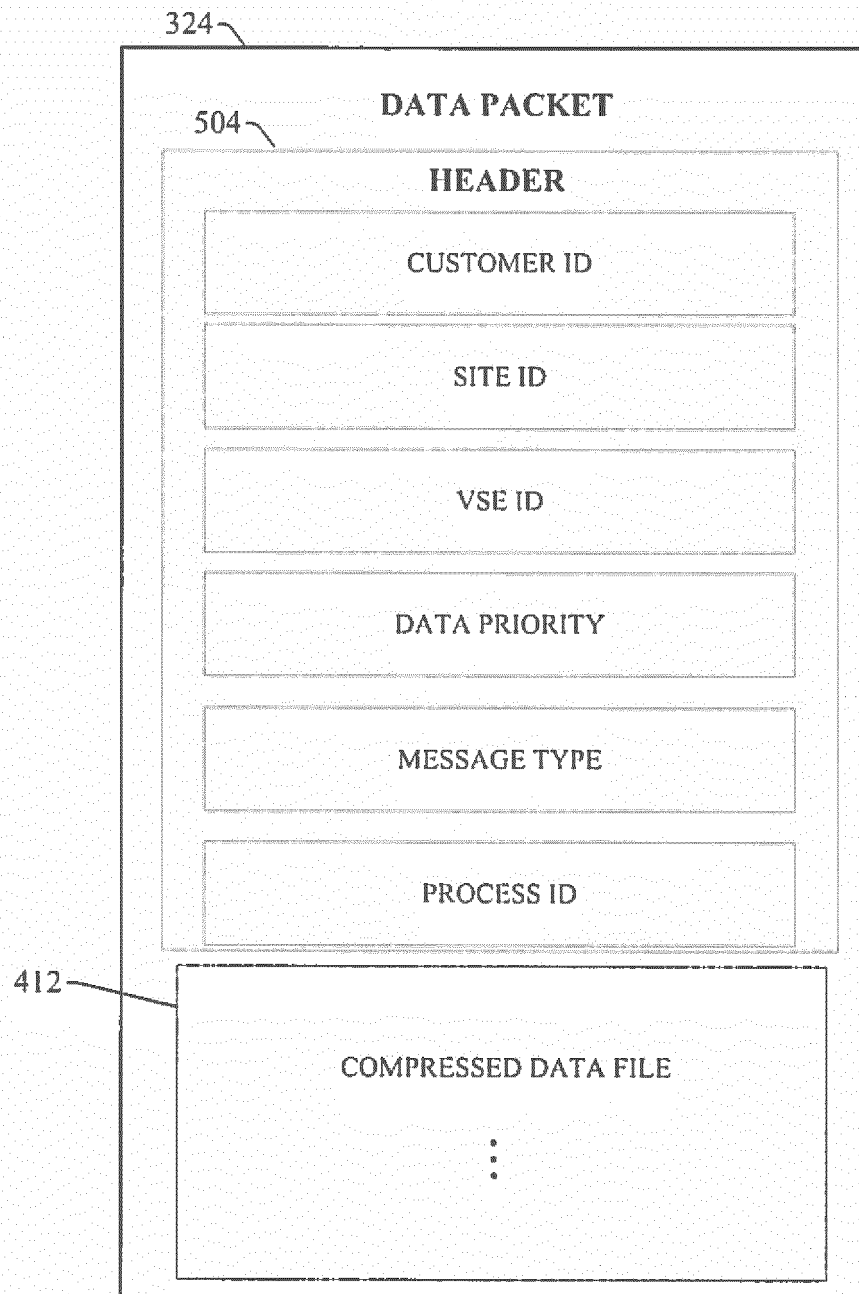 324
DATA PACKET
504
HEADER
CUSTOMER ID
SITE ID
VSE ID
DATA PRIORITY
MESSAGE TYPE
PROCESS ID
412
COMPRESSED DATA FILE